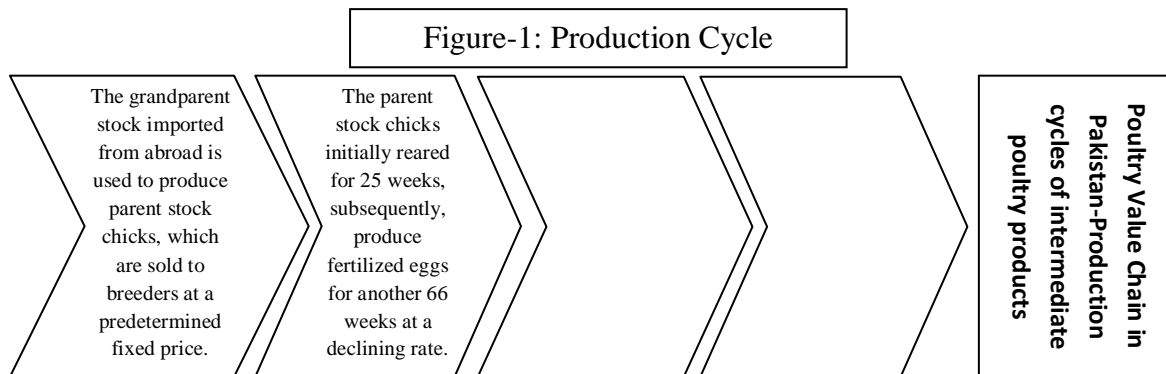 Figure-1: Production Cycle
The grandparent
stock imported
from abroad is
used to produce
parent stock
chicks, which
are sold to
breeders at a
predetermined
fixed price.
The parent
stock chicks
initially reared
for 25 weeks,
subsequently,
produce
fertilized eggs
for another 66
weeks at a
declining rate.
Poultry Value Chain in
Pakistan-Production
cycles of intermediate
poultry products